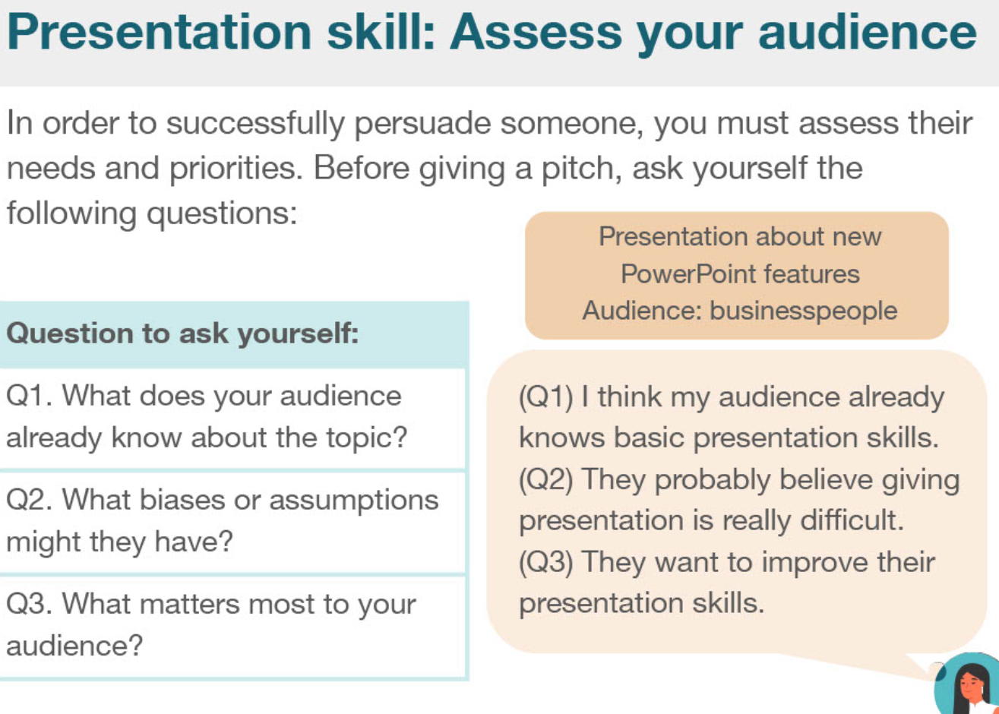 Presentation skill: Assess your audience
In order to successfully persuade someone, you must assess their
needs and priorities. Before giving a pitch, ask yourself the
following questions:
Presentation about new
PowerPoint features
Audience: businesspeople
Question to ask yourself:
Q1. What does your audience
already know about the topic?
Q2. What biases or assumptions
might they have?
Q3. What matters most to your
audience?
(Q1) I think my audience already
knows basic presentation skills.
(Q2) They probably believe giving
presentation is really difficult.
(Q3) They want to improve their
presentation skills.